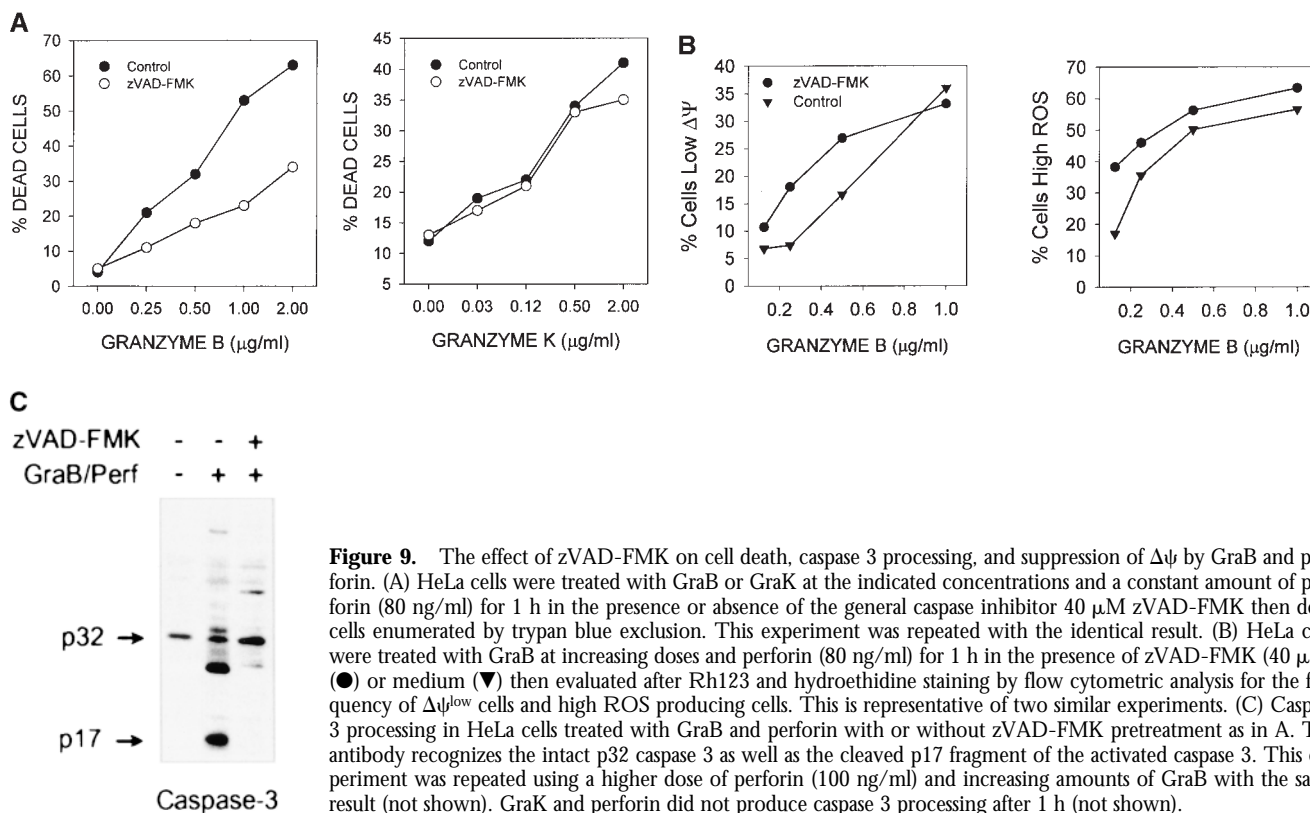 A
70
60
50
40
30
20
10
0
% DEAD CELLS
Control
zVAD-FMK
0.00 0.25 0.50 1.00 2.00
GRANZYME B (μg/ml)
45
40
35
30
25
20
15
10
5
% DEAD CELLS
Control
zVAD-FMK
0.00 0.03 0.12 0.50 2.00
GRANZYME K (μg/ml)
B
40
35
30
25
20
15
10
5
0
% Cells Low ΔΨ
zVAD-FMK
Control
0.2 0.4 0.6 0.8 1.0
GRANZYME B (μg/ml)
70
60
50
40
30
20
10
0
% Cells High ROS
0.2 0.4 0.6 0.8 1.0
GRANZYME B (μg/ml)
C
zVAD-FMK - - +
GraB/Perf - + +
p32 →
p17 →
Caspase-3
Figure 9. The effect of zVAD-FMK on cell death, caspase 3 processing, and suppression of Δψ by GraB and p
forin. (A) HeLa cells were treated with GraB or GraK at the indicated concentrations and a constant amount of p
forin (80 ng/ml) for 1 h in the presence or absence of the general caspase inhibitor 40 μM zVAD-FMK then de
cells enumerated by trypan blue exclusion. This experiment was repeated with the identical result. (B) HeLa c
were treated with GraB at increasing doses and perforin (80 ng/ml) for 1 h in the presence of zVAD-FMK (40 μ
(●) or medium (▼) then evaluated after Rh123 and hydroethidine staining by flow cytometric analysis for the f
quency of Δψlow cells and high ROS producing cells. This is representative of two similar experiments. (C) Casp
3 processing in HeLa cells treated with GraB and perforin with or without zVAD-FMK pretreatment as in A. T
antibody recognizes the intact p32 caspase 3 as well as the cleaved p17 fragment of the activated caspase 3. This e
periment was repeated using a higher dose of perforin (100 ng/ml) and increasing amounts of GraB with the sa
result (not shown). GraK and perforin did not produce caspase 3 processing after 1 h (not shown).